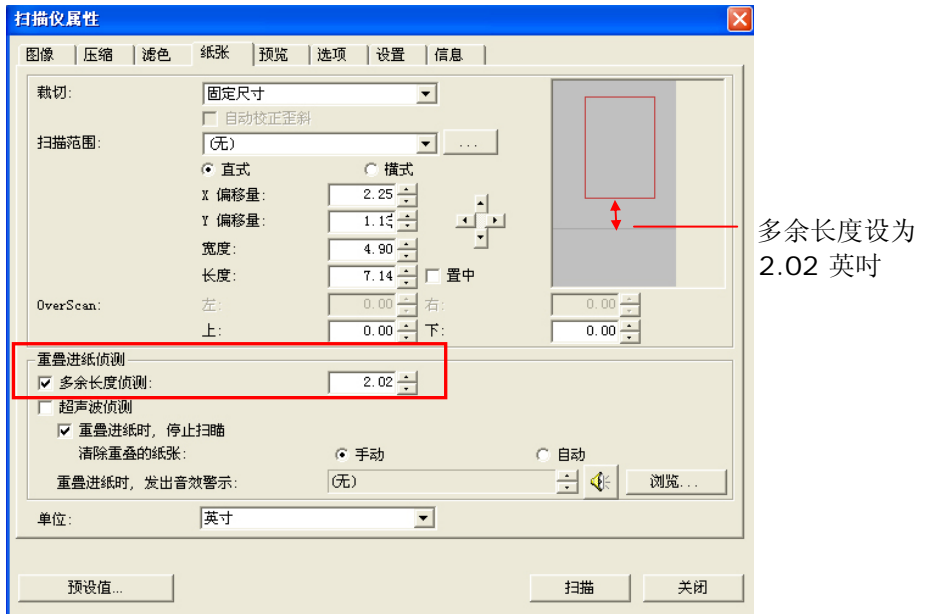 扫描仪属性
图像 压缩 滤色 纸张 预览 选项 设置 信息
裁切: 固定尺寸
自动校正歪斜
扫描范围: (无) ...
直式 横式
X 偏移量: 2.25
Y 偏移量: 1.15
宽度: 4.90
长度: 7.14 置中
OverScan: 左: 0.00 右: 0.00
上: 0.00 下: 0.00
多余长度设为
2.02 英吋
重叠进纸侦测
多余长度侦测: 2.02
超声波侦测
重叠进纸时, 停止扫瞄
清除重叠的纸张: 手动 自动
重叠进纸时, 发出音效警示: (无) 浏览...
单位: 英寸
预设值... 扫描 关闭